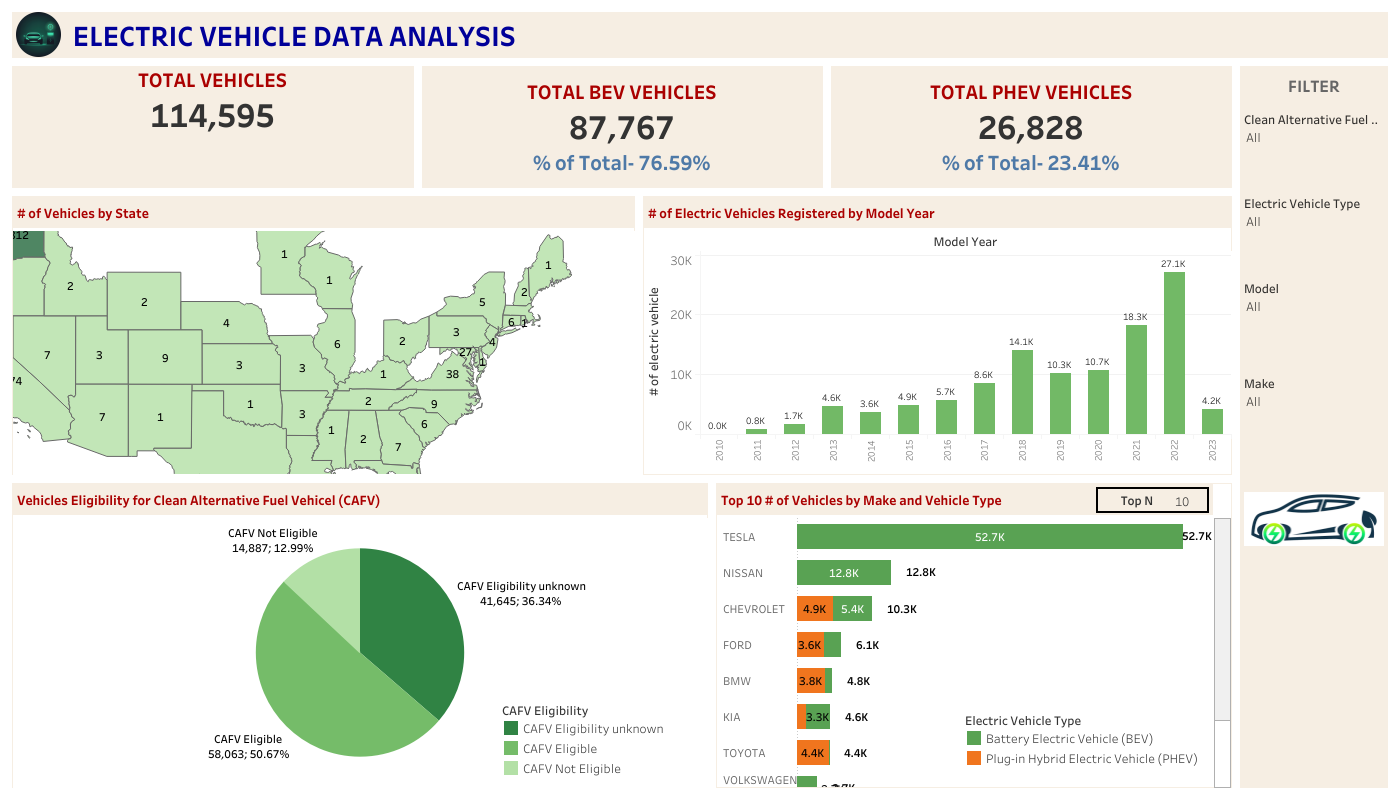 ELECTRIC VEHICLE DATA ANALYSIS
TOTAL VEHICLES
114,595
TOTAL BEV VEHICLES
87,767
% of Total- 76.59%
TOTAL PHEV VEHICLES
26,828
% of Total- 23.41%
FILTER
Clean Alternative Fuel ..
All
Electric Vehicle Type
All
Model
All
Make
All
# of Vehicles by State
312
1
1
2
1
2
2
5
4
6
1
3
7
3
9
6
2
4
27
3
3
1
1
74
38
1
2
9
7
1
3
6
1
2
7
# of Electric Vehicles Registered by Model Year
Model Year
# of electric vehicle
30K
20K
10K
0K
0.0K
0.8K
1.7K
4.6K
3.6K
4.9K
5.7K
8.6K
14.1K
10.3K
10.7K
18.3K
27.1K
4.2K
2010
2011
2012
2013
2014
2015
2016
2017
2018
2019
2020
2021
2022
2023
Vehicles Eligibility for Clean Alternative Fuel Vehicel (CAFV)
CAFV Not Eligible
14,887; 12.99%
CAFV Eligibility unknown
41,645; 36.34%
CAFV Eligible
58,063; 50.67%
CAFV Eligibility
CAFV Eligibility unknown
CAFV Eligible
CAFV Not Eligible
Top 10 # of Vehicles by Make and Vehicle Type
Top N 10
TESLA 52.7K 52.7K
NISSAN 12.8K 12.8K
CHEVROLET 4.9K 5.4K 10.3K
FORD 3.6K 6.1K
BMW 3.8K 4.8K
KIA 3.3K 4.6K
TOYOTA 4.4K 4.4K
VOLKSWAGEN
Electric Vehicle Type
Battery Electric Vehicle (BEV)
Plug-in Hybrid Electric Vehicle (PHEV)